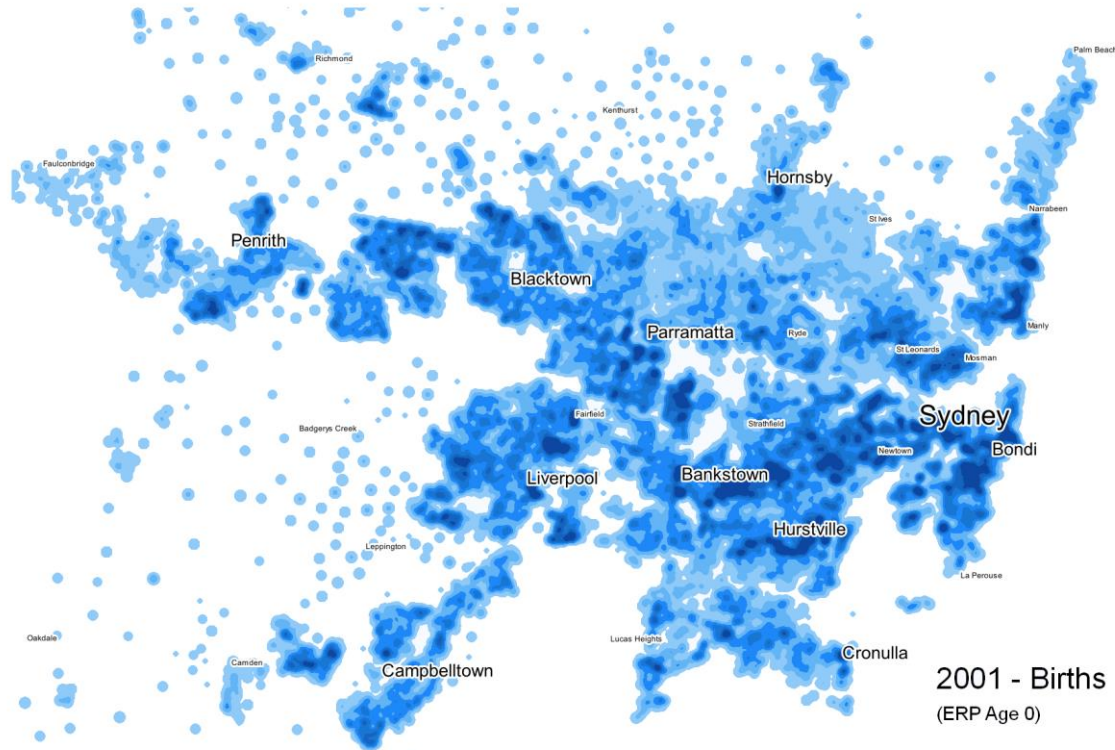 Palm Beach
Richmond
Kenthurst
Faulconbridge
Hornsby
Narrabeen
St Ives
Penrith
Blacktown
Manly
Parramatta
Ryde
St Leonards
Mosman
Sydney
Fairfield
Strathfield
Badgerys Creek
Newtown
Bondi
Bankstown
Liverpool
Hurstville
Leppington
La Perouse
Oakdale
Lucas Heights
Cronulla
Camden
Campbelltown
2001 - Births
(ERP Age 0)